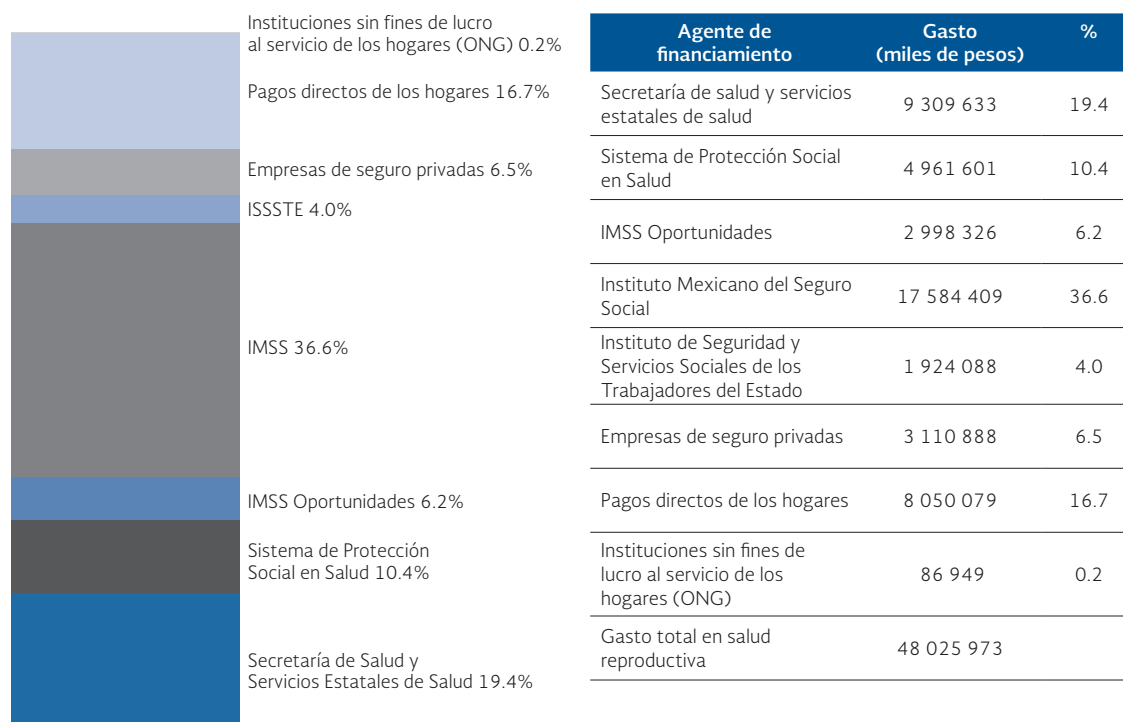 Instituciones sin fines de lucro
al servicio de los hogares (ONG) 0.2%
Pagos directos de los hogares 16.7%
Empresas de seguro privadas 6.5%
ISSSTE 4.0%
IMSS 36.6%
IMSS Oportunidades 6.2%
Sistema de Protección
Social en Salud 10.4%
Secretaría de Salud y
Servicios Estatales de Salud 19.4%
Agente de
financiamiento
Gasto
(miles de pesos)
%
Secretaría de salud y servicios
estatales de salud
9 309 633
19.4
Sistema de Protección Social
en Salud
4 961 601
10.4
IMSS Oportunidades
2 998 326
6.2
Instituto Mexicano del Seguro
Social
17 584 409
36.6
Instituto de Seguridad y
Servicios Sociales de los
Trabajadores del Estado
1 924 088
4.0
Empresas de seguro privadas
3 110 888
6.5
Pagos directos de los hogares
8 050 079
16.7
Instituciones sin fines de
lucro al servicio de los
hogares (ONG)
86 949
0.2
Gasto total en salud
reproductiva
48 025 973